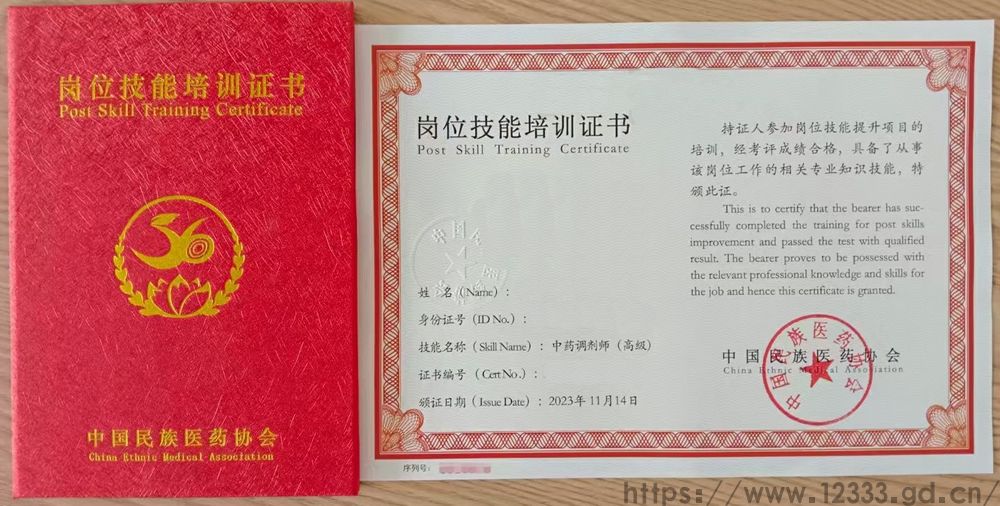 岗位技能培训证书
Post Skill Training Certificate
中国民族医药协会
China Ethnic Medical Association
岗位技能培训证书
Post Skill Training Certificate
姓 名（Name）：
身份证号（ID No.）：
技能名称（Skill Name）：中药调剂师（高级）
证书编号（Cert No.）：
颁证日期（Issue Date）：2023年11月14日
持证人参加岗位技能提升项目的
培训，经考评成绩合格，具备了从事
该岗位工作的相关专业知识技能，特
颁此证。
This is to certify that the bearer has suc-
cessfully completed the training for post skills
improvement and passed the test with qualified
result. The bearer proves to be possessed with
the relevant professional knowledge and skills for
the job and hence this certificate is granted.
中国民族医药协会
China Ethnic Medical Association
中国民族医药协会
序列号：
https://www.12333.gd.cn/